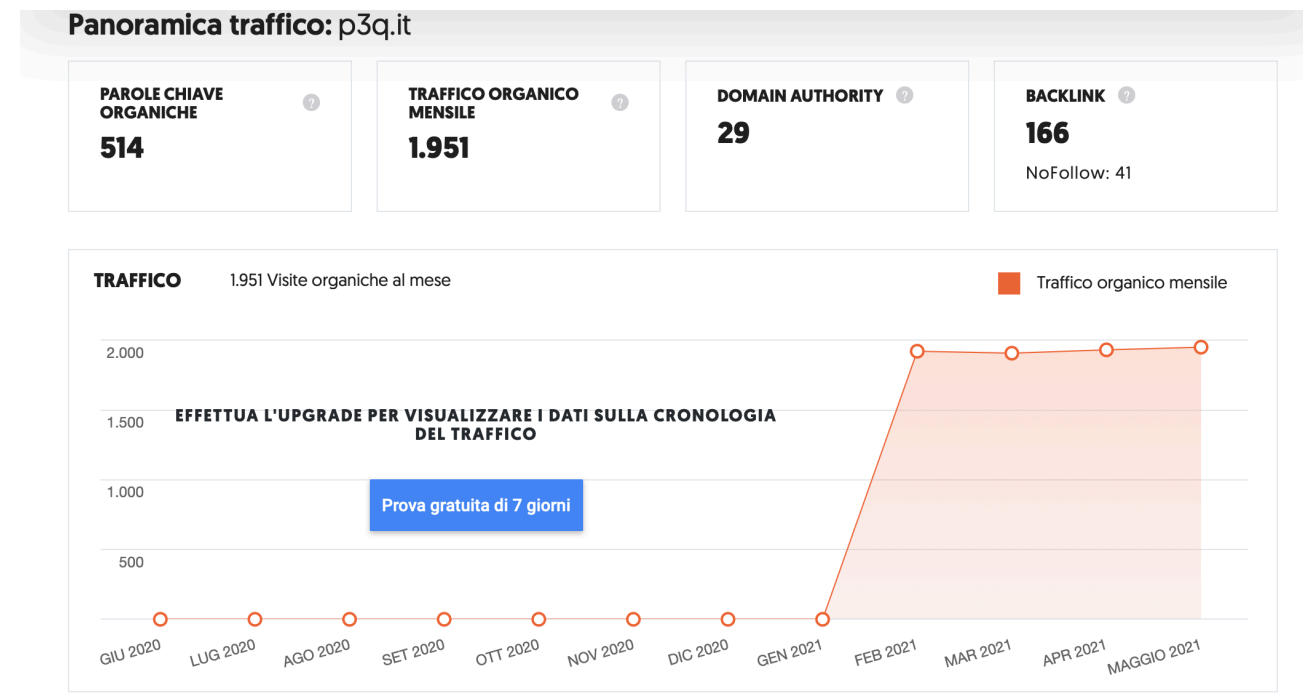 Panoramica traffico: p3q.it
PAROLE CHIAVE
ORGANICHE
?
514
TRAFFICO ORGANICO
MENSILE
?
1.951
DOMAIN AUTHORITY ?
29
BACKLINK ?
166
NoFollow: 41
TRAFFICO 1.951 Visite organiche al mese
Traffico organico mensile
2.000
1.500
1.000
500
EFFETTUA L'UPGRADE PER VISUALIZZARE I DATI SULLA CRONOLOGIA
DEL TRAFFICO
Prova gratuita di 7 giorni
GIU 2020
LUG 2020
AGO 2020
SET 2020
OTT 2020
NOV 2020
DIC 2020
GEN 2021
FEB 2021
MAR 2021
APR 2021
MAGGIO 2021